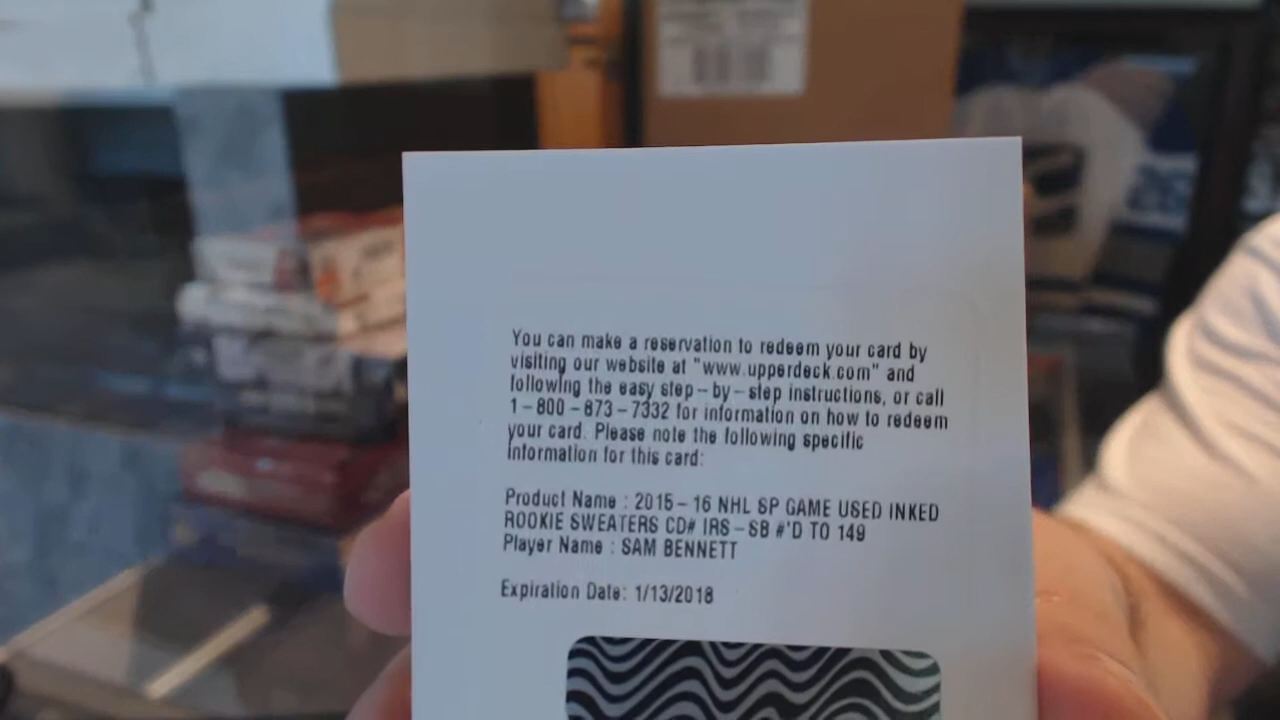 You can make a reservation to redeem your card by
visiting our website at "www.upperdeck.com" and
following the easy step-by-step instructions, or call
1-800-873-7332 for information on how to redeem
your card. Please note the following specific
information for this card:
Product Name : 2015-16 NHL SP GAME USED INKED
ROOKIE SWEATERS CD# IRS-SB #'D TO 149
Player Name : SAM BENNETT
Expiration Date: 1/13/2018